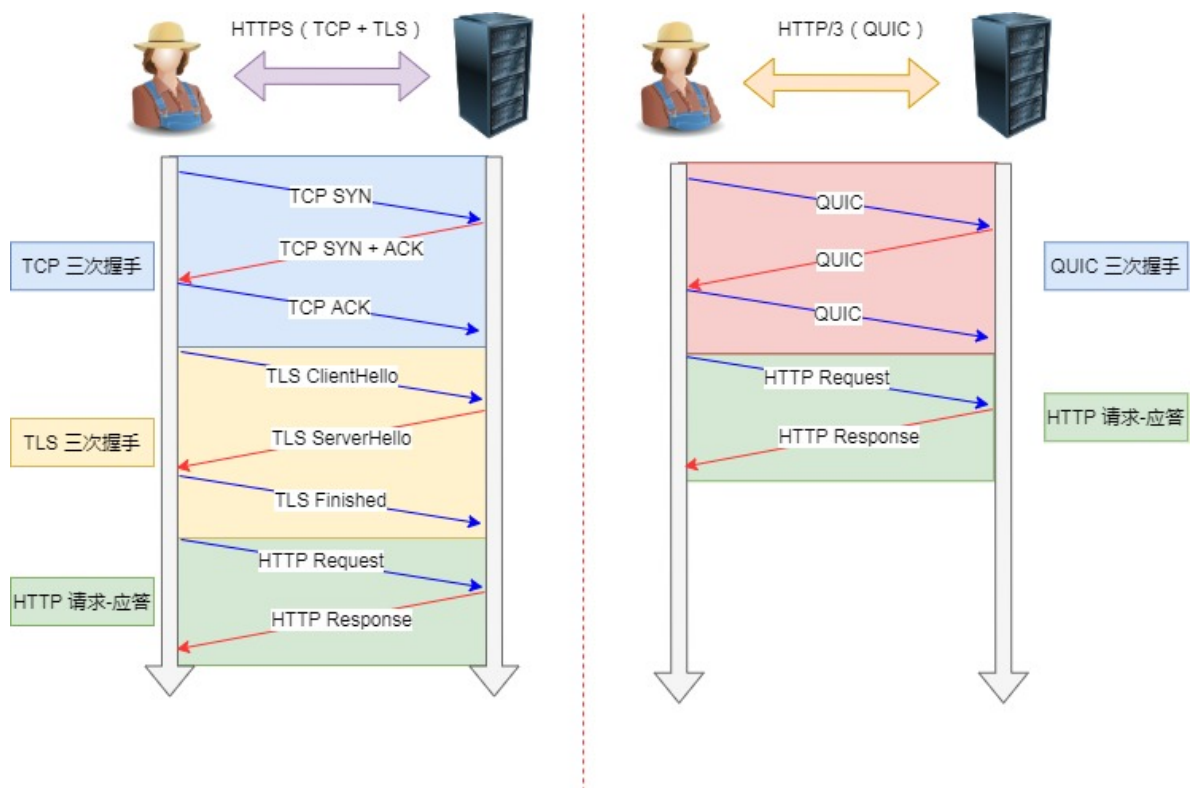 HTTPS（TCP + TLS）
TCP SYN
TCP SYN + ACK
TCP 三次握手
TCP ACK
TLS ClientHello
TLS ServerHello
TLS 三次握手
TLS Finished
HTTP Request
HTTP 请求-应答
HTTP Response
HTTP/3（QUIC）
QUIC
QUIC
QUIC 三次握手
QUIC
HTTP Request
HTTP 请求-应答
HTTP Response